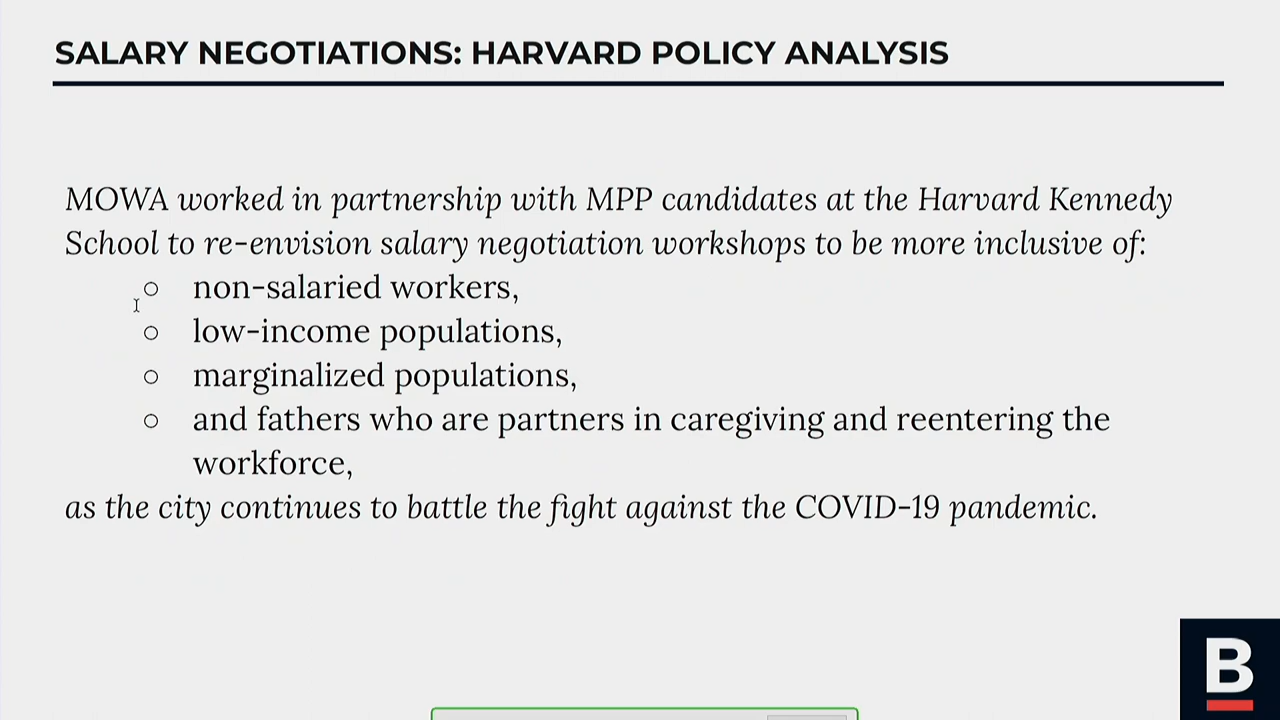 SALARY NEGOTIATIONS: HARVARD POLICY ANALYSIS
MOWA worked in partnership with MPP candidates at the Harvard Kennedy
School to re-envision salary negotiation workshops to be more inclusive of:
○ non-salaried workers,
○ low-income populations,
○ marginalized populations,
○ and fathers who are partners in caregiving and reentering the
workforce,
as the city continues to battle the fight against the COVID-19 pandemic.
B